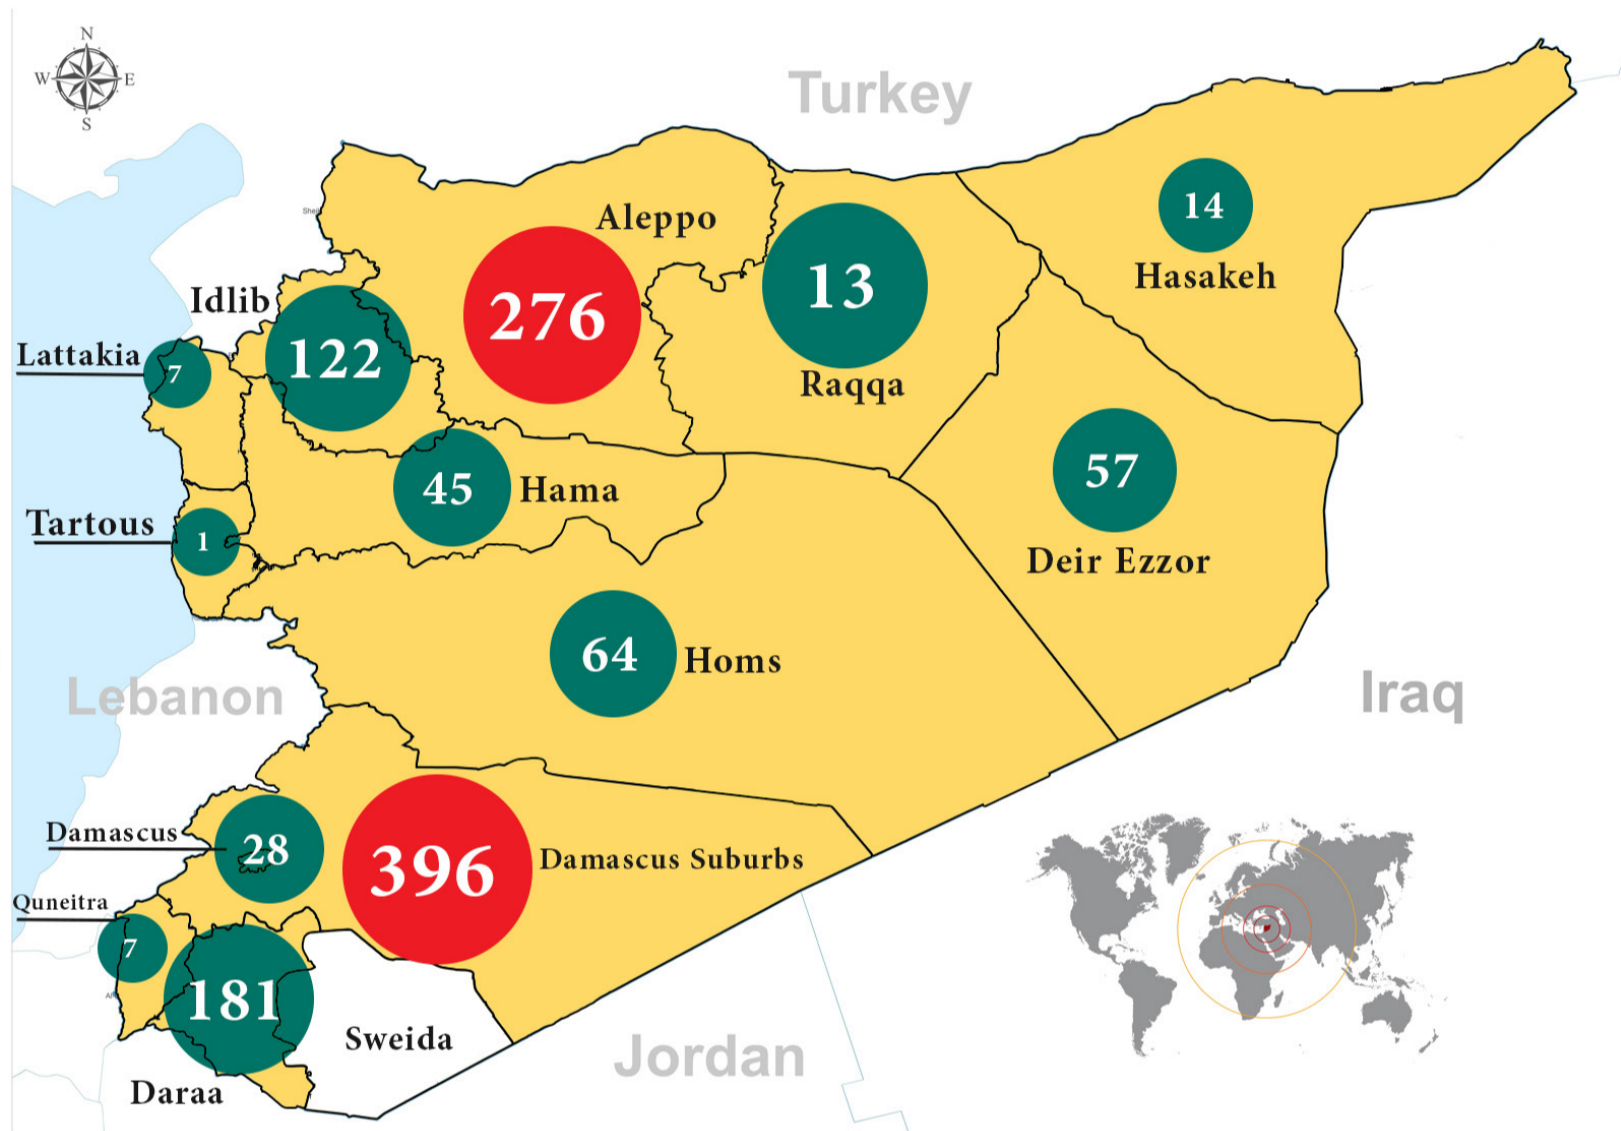 N
W E
S
Turkey
Aleppo
14
Hasakeh
13
Raqqa
276
Idlib
122
Lattakia
7
57
Deir Ezzor
45
Hama
Tartous
1
64
Homs
Lebanon
Iraq
Damascus
28
396
Damascus Suburbs
Quneitra
7
181
Sweida
Jordan
Daraa